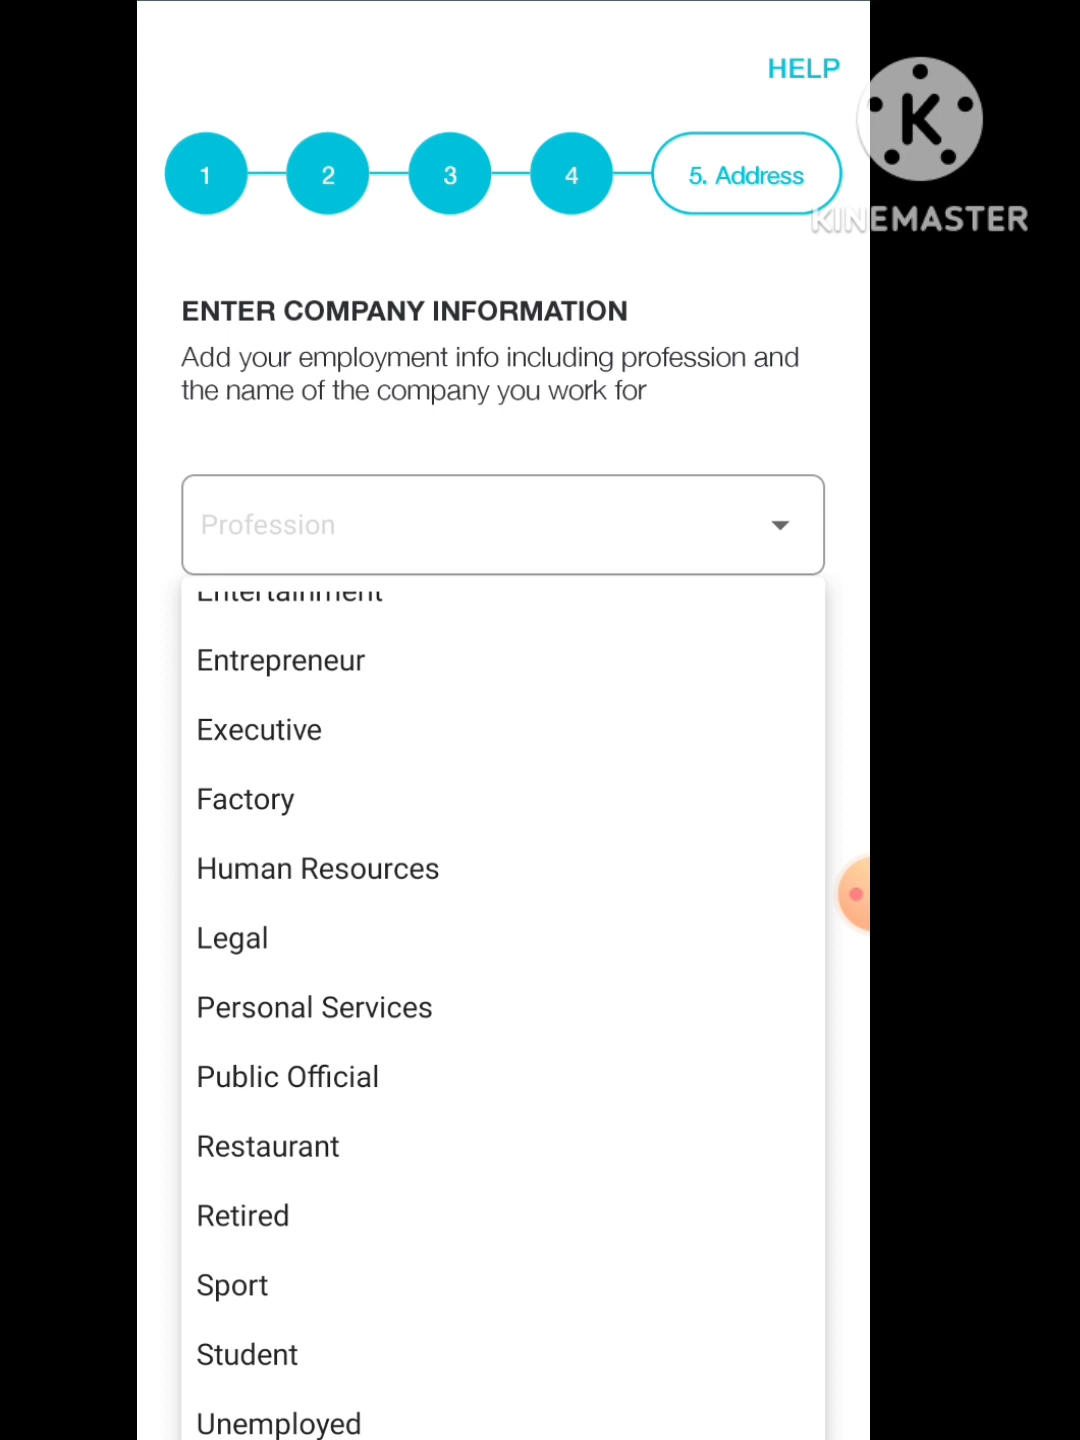 HELP
1
2
3
4
5. Address
K
KINEMASTER
ENTER COMPANY INFORMATION
Add your employment info including profession and
the name of the company you work for
Profession
Entertainment
Entrepreneur
Executive
Factory
Human Resources
Legal
Personal Services
Public Official
Restaurant
Retired
Sport
Student
Unemployed